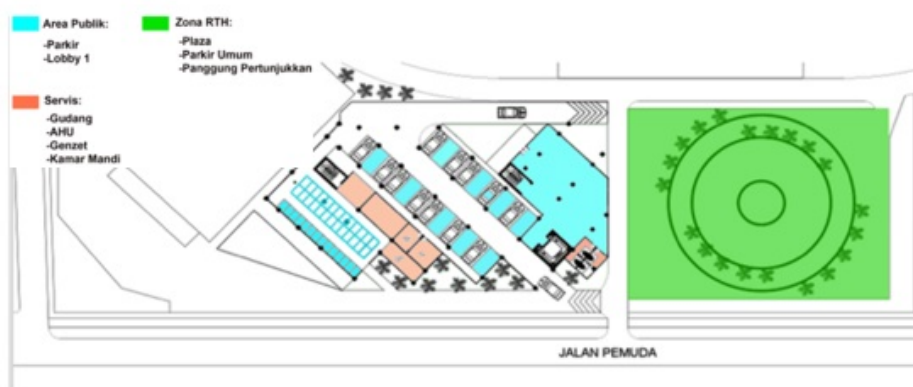 Area Publik:
-Parkir
-Lobby 1
Zona RTH:
-Plaza
-Parkir Umum
-Panggung Pertunjukkan
Servis:
-Gudang
-AHU
-Genzet
-Kamar Mandi
JALAN PEMUDA